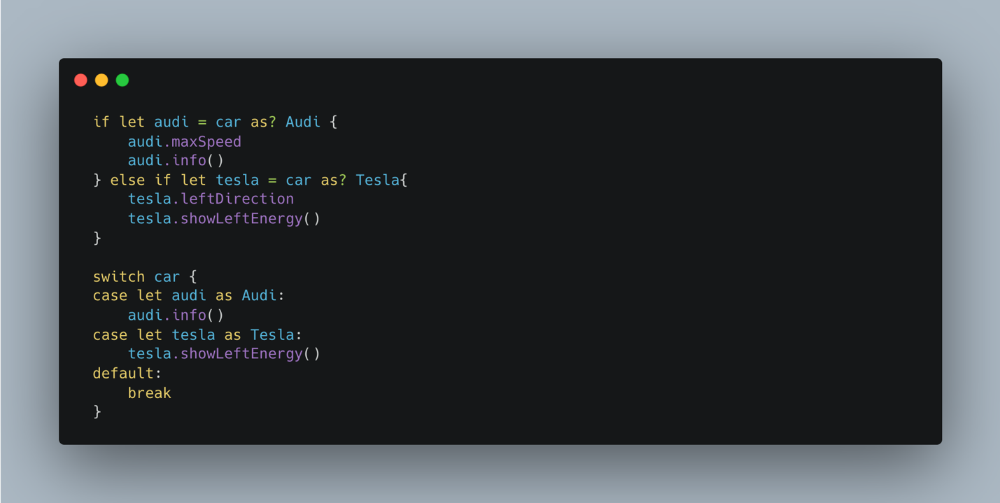 if let audi = car as? Audi {
    audi.maxSpeed
    audi.info()
} else if let tesla = car as? Tesla{
    tesla.leftDirection
    tesla.showLeftEnergy()
}

switch car {
case let audi as Audi:
    audi.info()
case let tesla as Tesla:
    tesla.showLeftEnergy()
default:
    break
}